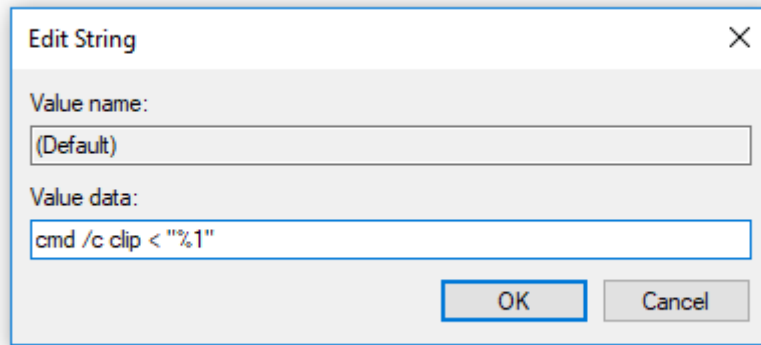 Edit String
Value name:
(Default)
Value data:
cmd /c clip < "%1"
OK Cancel